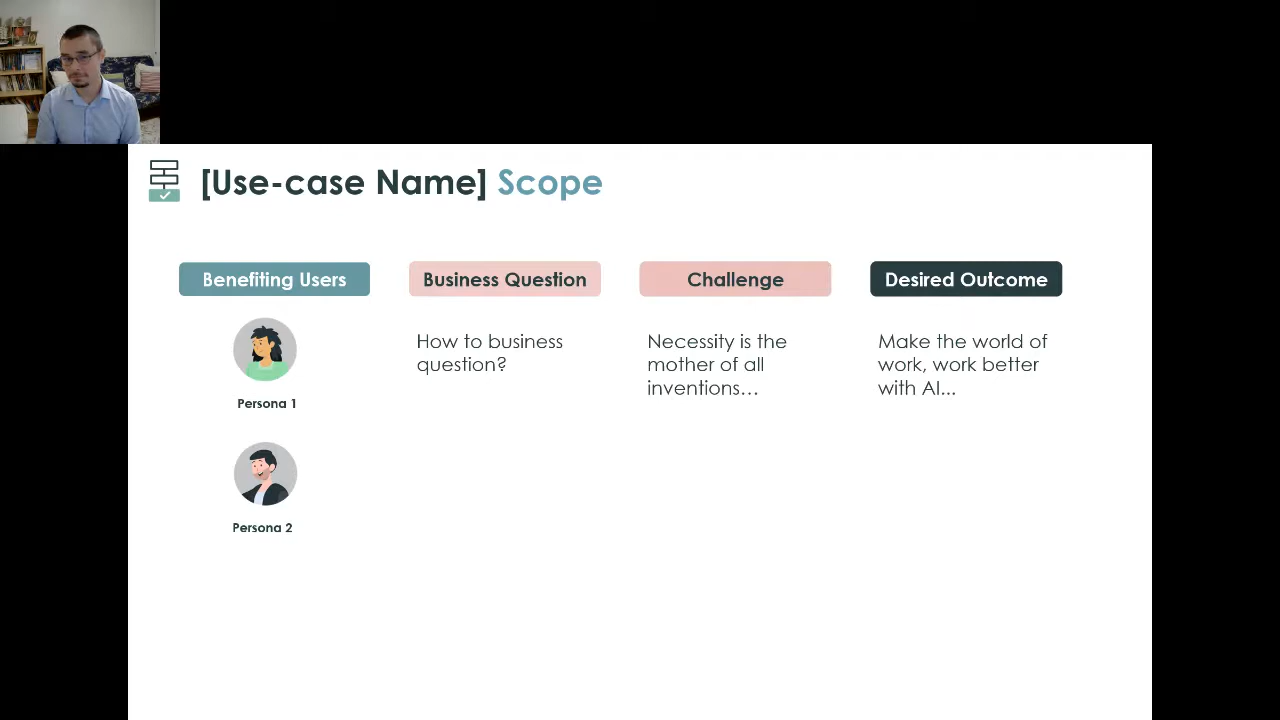 [Use-case Name] Scope
Benefiting Users
Business Question
Challenge
Desired Outcome
Persona 1
Persona 2
How to business
question?
Necessity is the
mother of all
inventions…
Make the world of
work, work better
with AI...